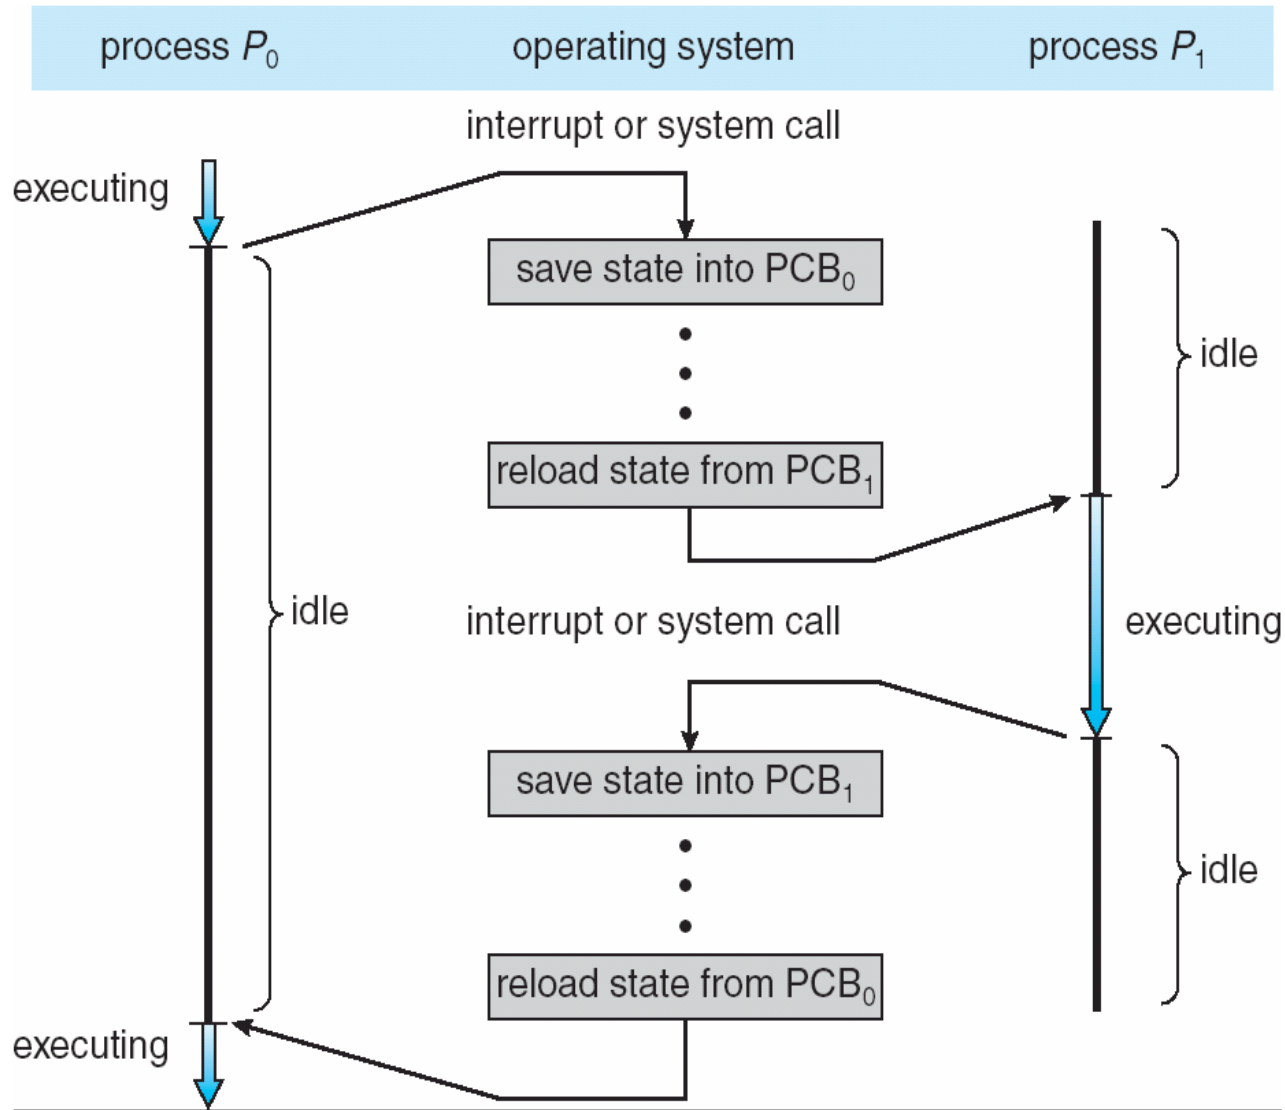 process P₀ operating system process P₁
interrupt or system call
executing
save state into PCB₀
idle
reload state from PCB₁
idle
interrupt or system call
executing
save state into PCB₁
idle
reload state from PCB₀
executing